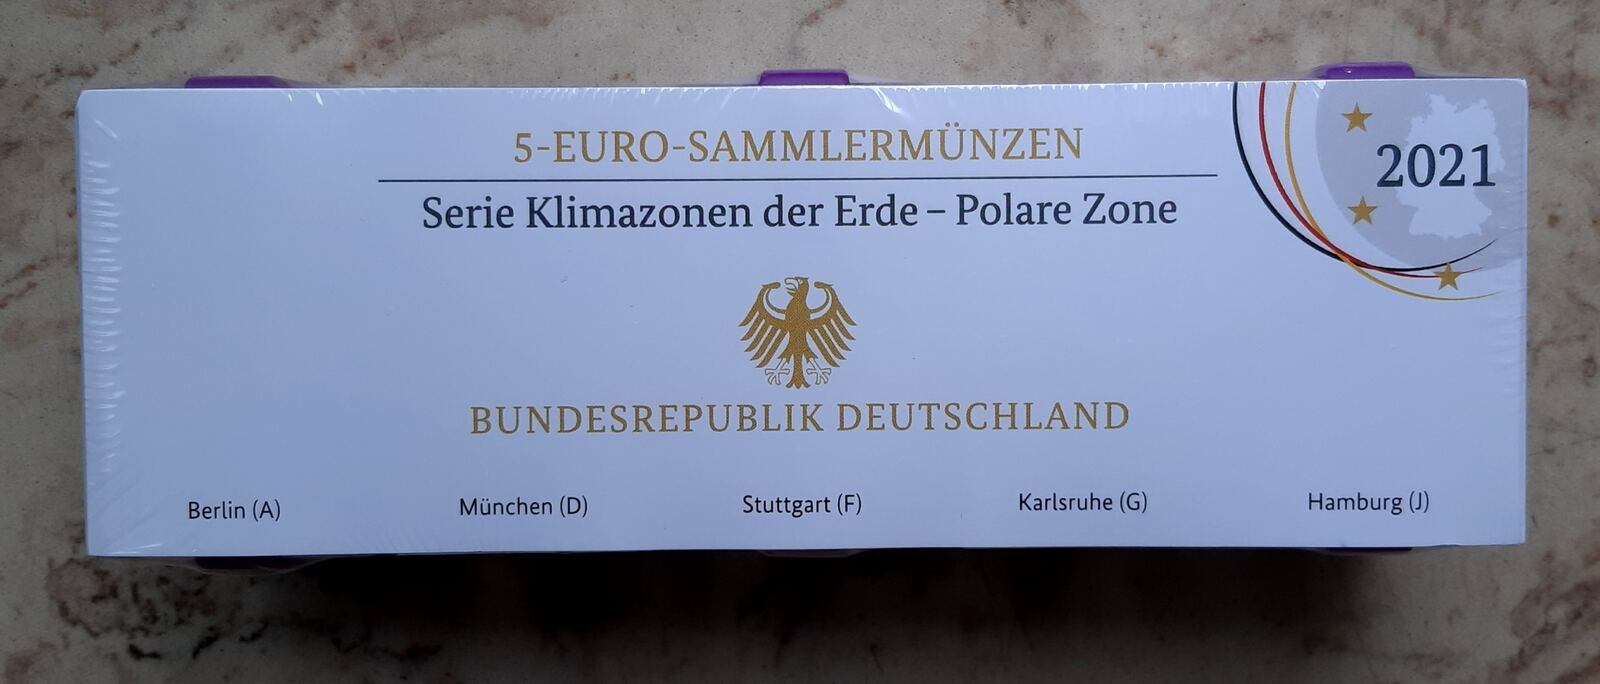 5-EURO-SAMMLERMÜNZEN
2021
Serie Klimazonen der Erde – Polare Zone
BUNDESREPUBLIK DEUTSCHLAND
Berlin (A) München (D) Stuttgart (F) Karlsruhe (G) Hamburg (J)